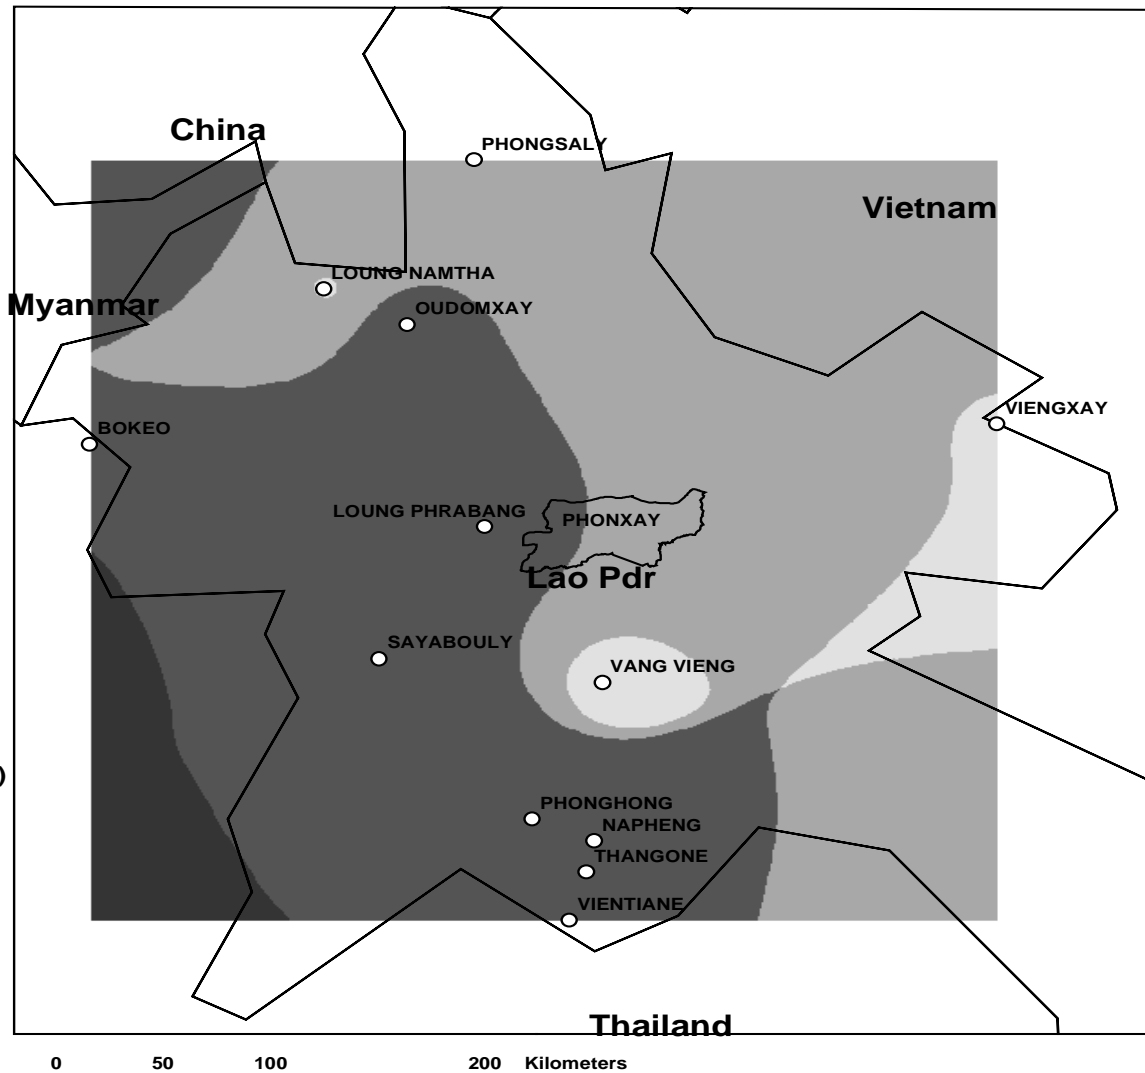 China
PHONGSALY
Vietnam
LOUNG NAMTHA
Myanmar
OUDOMXAY
VIENGXAY
BOKEO
LOUNG PHRABANG
PHONXAY
Lao Pdr
SAYABOULY
VANG VIENG
)
PHONGHONG
NAPHENG
THANGONE
VIENTIANE
Thailand
0 50 100 200 Kilometers